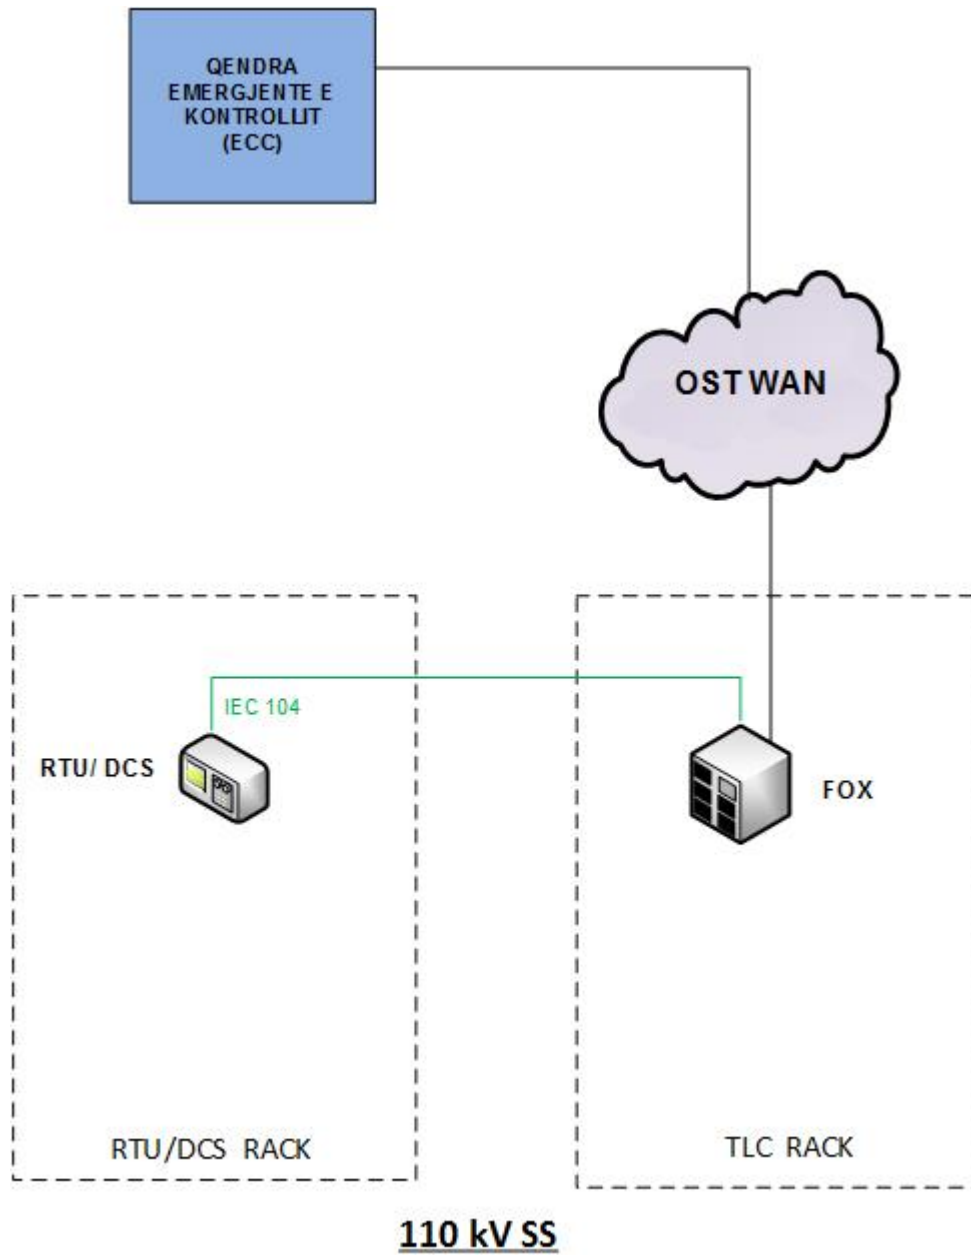 QENDRA
EMERGJENTE E
KONTROLLIT
(ECC)
OST WAN
IEC 104
RTU/ DCS
FOX
RTU/DCS RACK
TLC RACK
110 kV SS